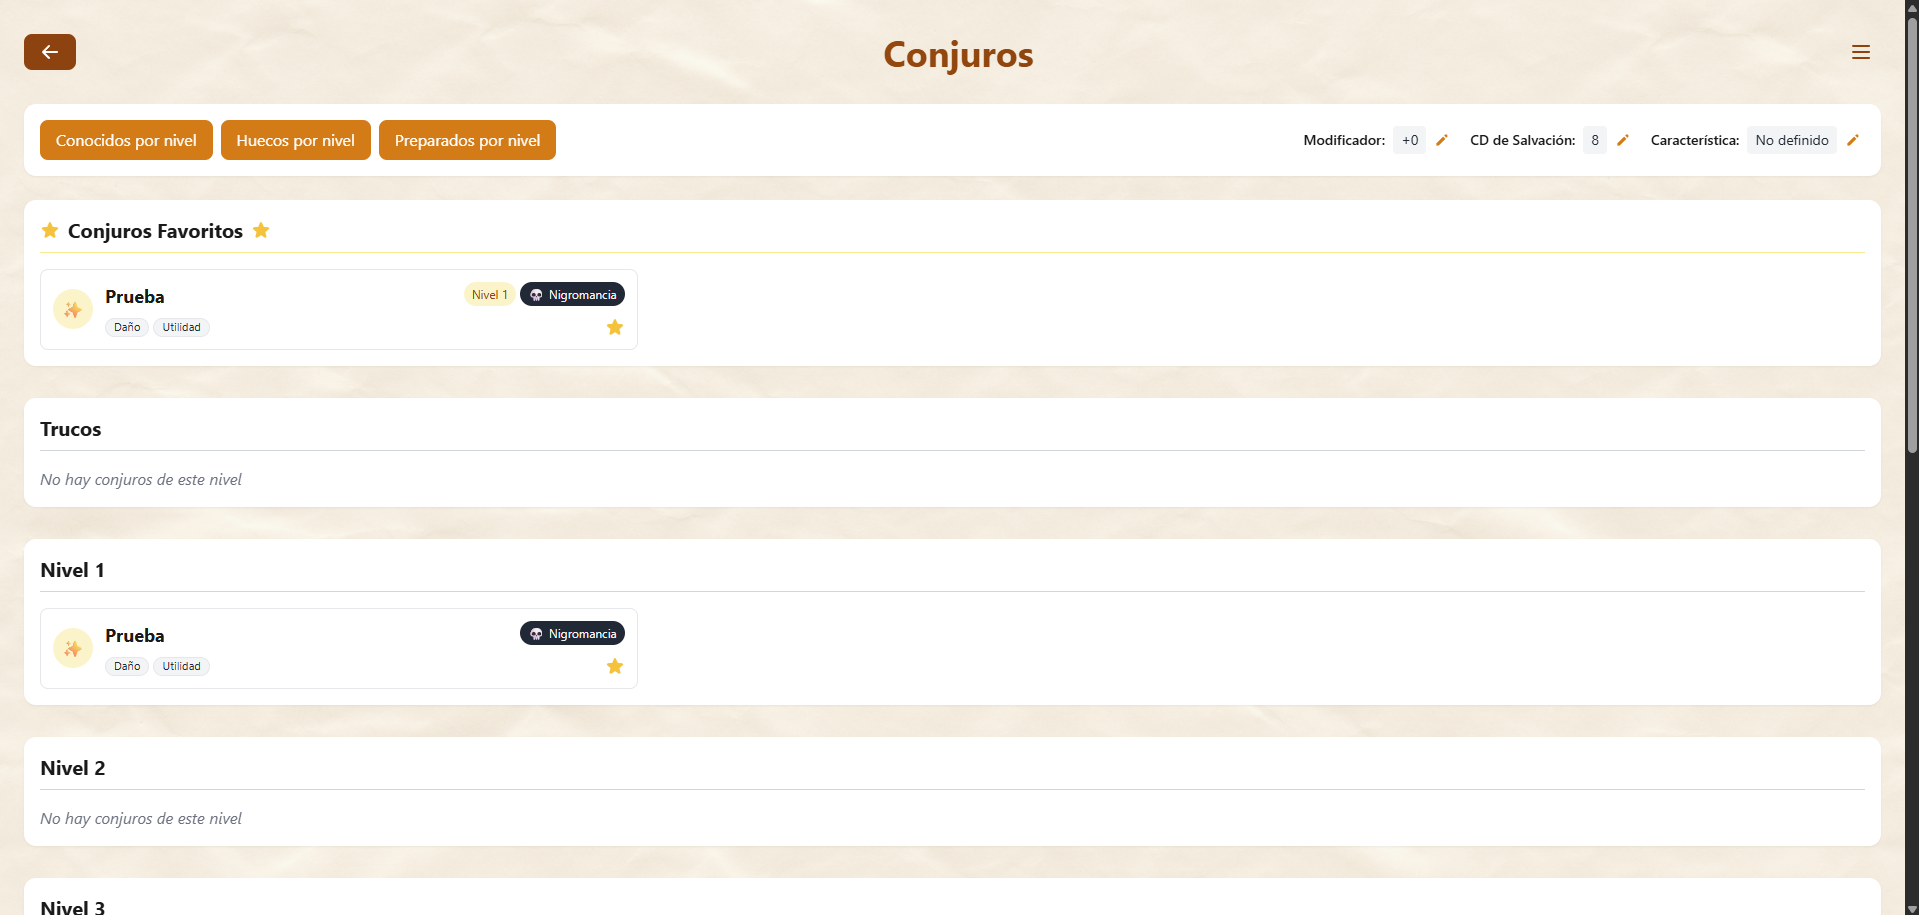 Conjuros
Conocidos por nivel Huecos por nivel Preparados por nivel Modificador: +0 CD de Salvación: 8 Característica: No definido
Conjuros Favoritos
Prueba Nivel 1 Nigromancia
Daño Utilidad
Trucos
No hay conjuros de este nivel
Nivel 1
Prueba Nigromancia
Daño Utilidad
Nivel 2
No hay conjuros de este nivel
Nivel 3